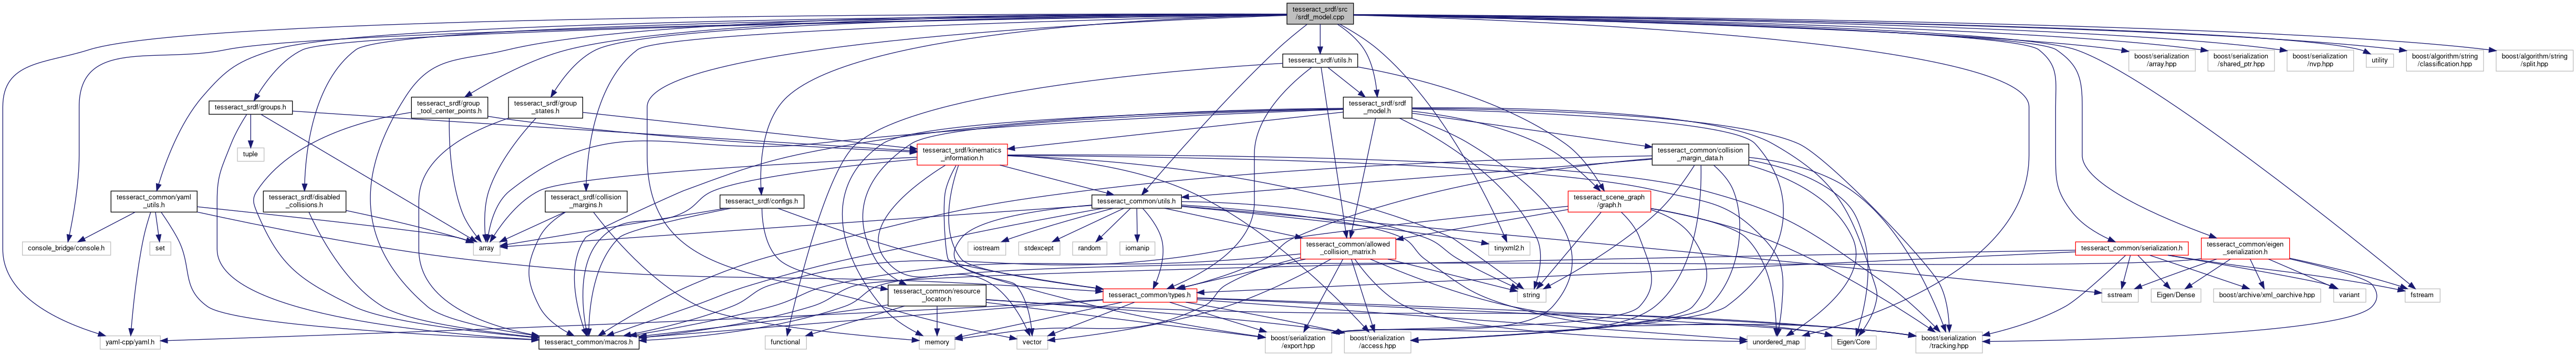 tesseract_srdf/src
/srdf_model.cpp
tesseract_srdf/utils.h
boost/serialization
/array.hpp
boost/serialization
/shared_ptr.hpp
boost/serialization
/nvp.hpp
utility
boost/algorithm/string
/classification.hpp
boost/algorithm/string
/split.hpp
tesseract_srdf/groups.h
tesseract_srdf/group
_tool_center_points.h
tesseract_srdf/group
_states.h
tesseract_srdf/srdf
_model.h
tuple
tesseract_srdf/kinematics
_information.h
tesseract_common/collision
_margin_data.h
tesseract_common/yaml
_utils.h
tesseract_srdf/disabled
_collisions.h
tesseract_srdf/collision
_margins.h
tesseract_srdf/configs.h
tesseract_common/utils.h
tesseract_scene_graph
/graph.h
console_bridge/console.h
set
array
iostream
stdexcept
random
iomanip
tesseract_common/allowed
_collision_matrix.h
tinyxml2.h
tesseract_common/serialization.h
tesseract_common/eigen
_serialization.h
tesseract_common/resource
_locator.h
tesseract_common/types.h
string
sstream
Eigen/Dense
boost/archive/xml_oarchive.hpp
variant
fstream
yaml-cpp/yaml.h
tesseract_common/macros.h
functional
memory
vector
boost/serialization
/export.hpp
boost/serialization
/access.hpp
unordered_map
Eigen/Core
boost/serialization
/tracking.hpp